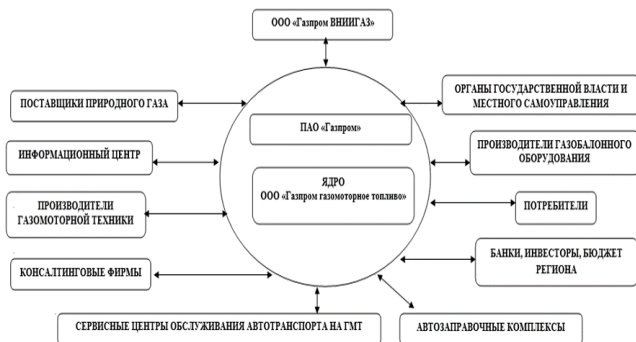 ООО «Газпром ВНИИГАЗ»
ПОСТАВЩИКИ ПРИРОДНОГО ГАЗА
ОРГАНЫ ГОСУДАРСТВЕННОЙ ВЛАСТИ И
МЕСТНОГО САМОУПРАВЛЕНИЯ
ПАО «Газпром»
ИНФОРМАЦИОННЫЙ ЦЕНТР
ПРОИЗВОДИТЕЛИ ГАЗОБАЛОННОГО
ОБОРУДОВАНИЯ
ЯДРО
ООО «Газпром газомоторное топливо»
ПРОИЗВОДИТЕЛИ
ГАЗОМОТОРНОЙ ТЕХНИКИ
ПОТРЕБИТЕЛИ
КОНСАЛТИНГОВЫЕ ФИРМЫ
БАНКИ, ИНВЕСТОРЫ, БЮДЖЕТ
РЕГИОНА
СЕРВИСНЫЕ ЦЕНТРЫ ОБСЛУЖИВАНИЯ АВТОТРАНСПОРТА НА ГМТ
АВТОЗАПРАВОЧНЫЕ КОМПЛЕКСЫ